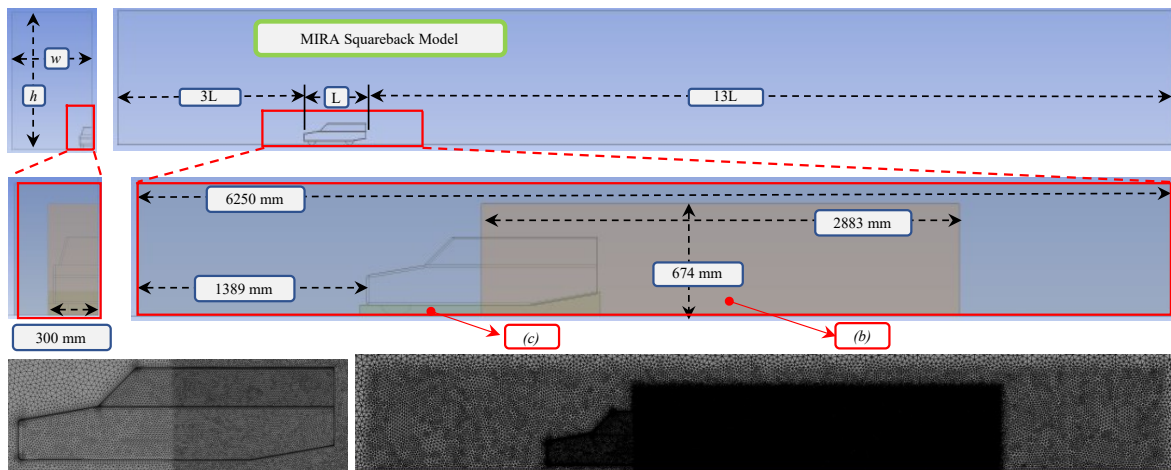 MIRA Squareback Model
w
h
3L
L
13L
6250 mm
2883 mm
1389 mm
674 mm
300 mm
(c)
(b)